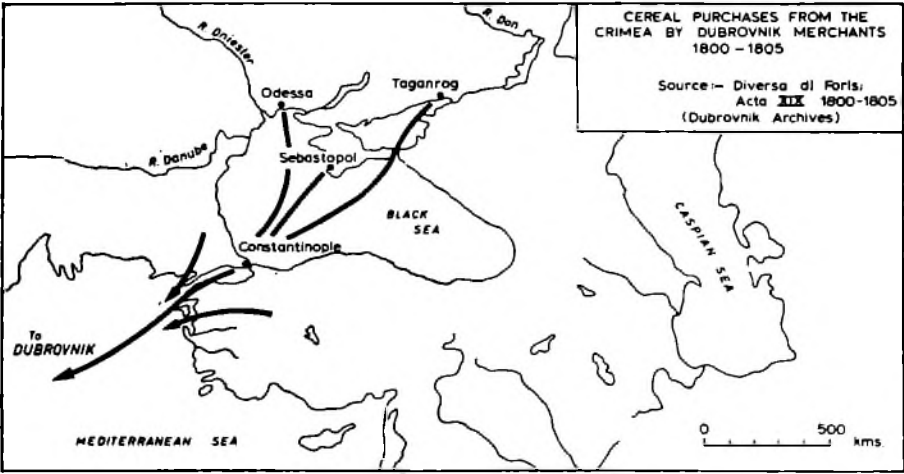 CEREAL PURCHASES FROM THE
CRIMEA BY DUBROVNIK MERCHANTS
1800-1805
Source:- Diversa di Foris;
Acta XIX 1800-1805
(Dubrovnik Archives)
R. Dniester
R. Don
Odessa
Taganrog
R. Danube
Sebastopol
BLACK
SEA
CASPIAN SEA
Constantinople
To
DUBROVNIK
MEDITERRANEAN SEA
0 500
kms.